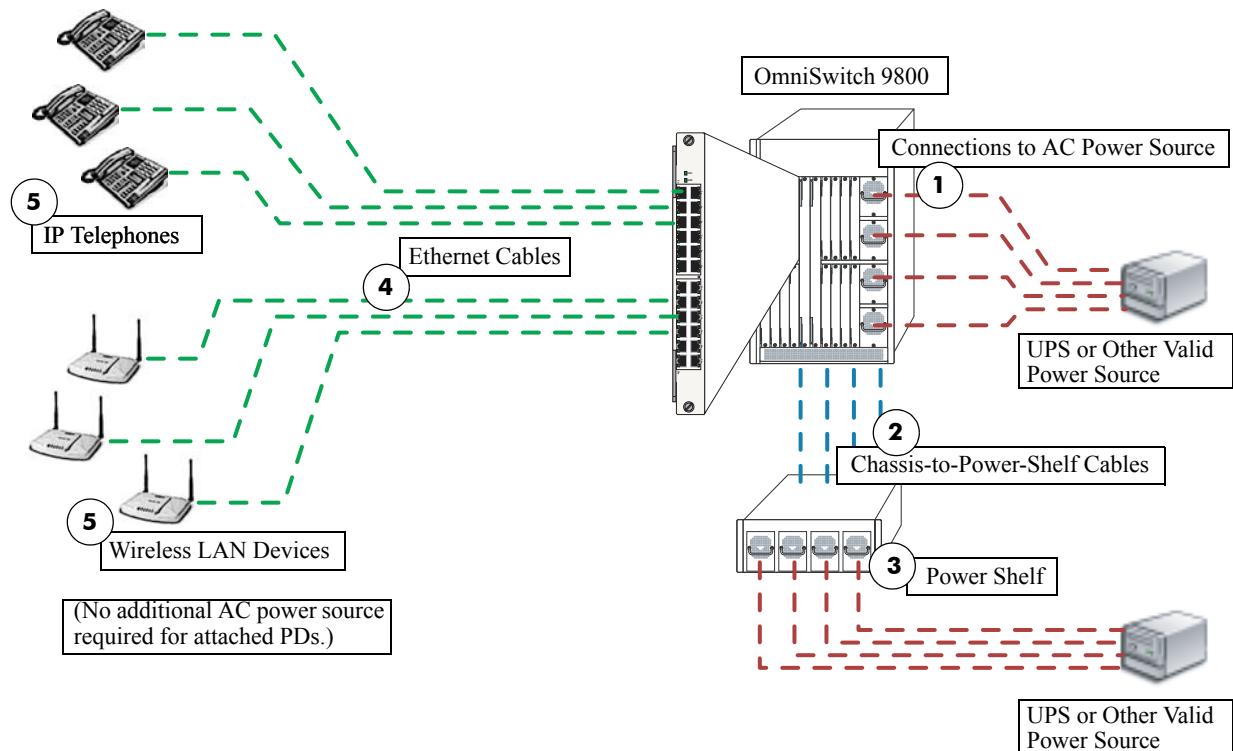 OmniSwitch 9800
Connections to AC Power Source
1
5
IP Telephones
Ethernet Cables
4
UPS or Other Valid
Power Source
2
Chassis-to-Power-Shelf Cables
5
Wireless LAN Devices
3
Power Shelf
(No additional AC power source
required for attached PDs.)
UPS or Other Valid
Power Source